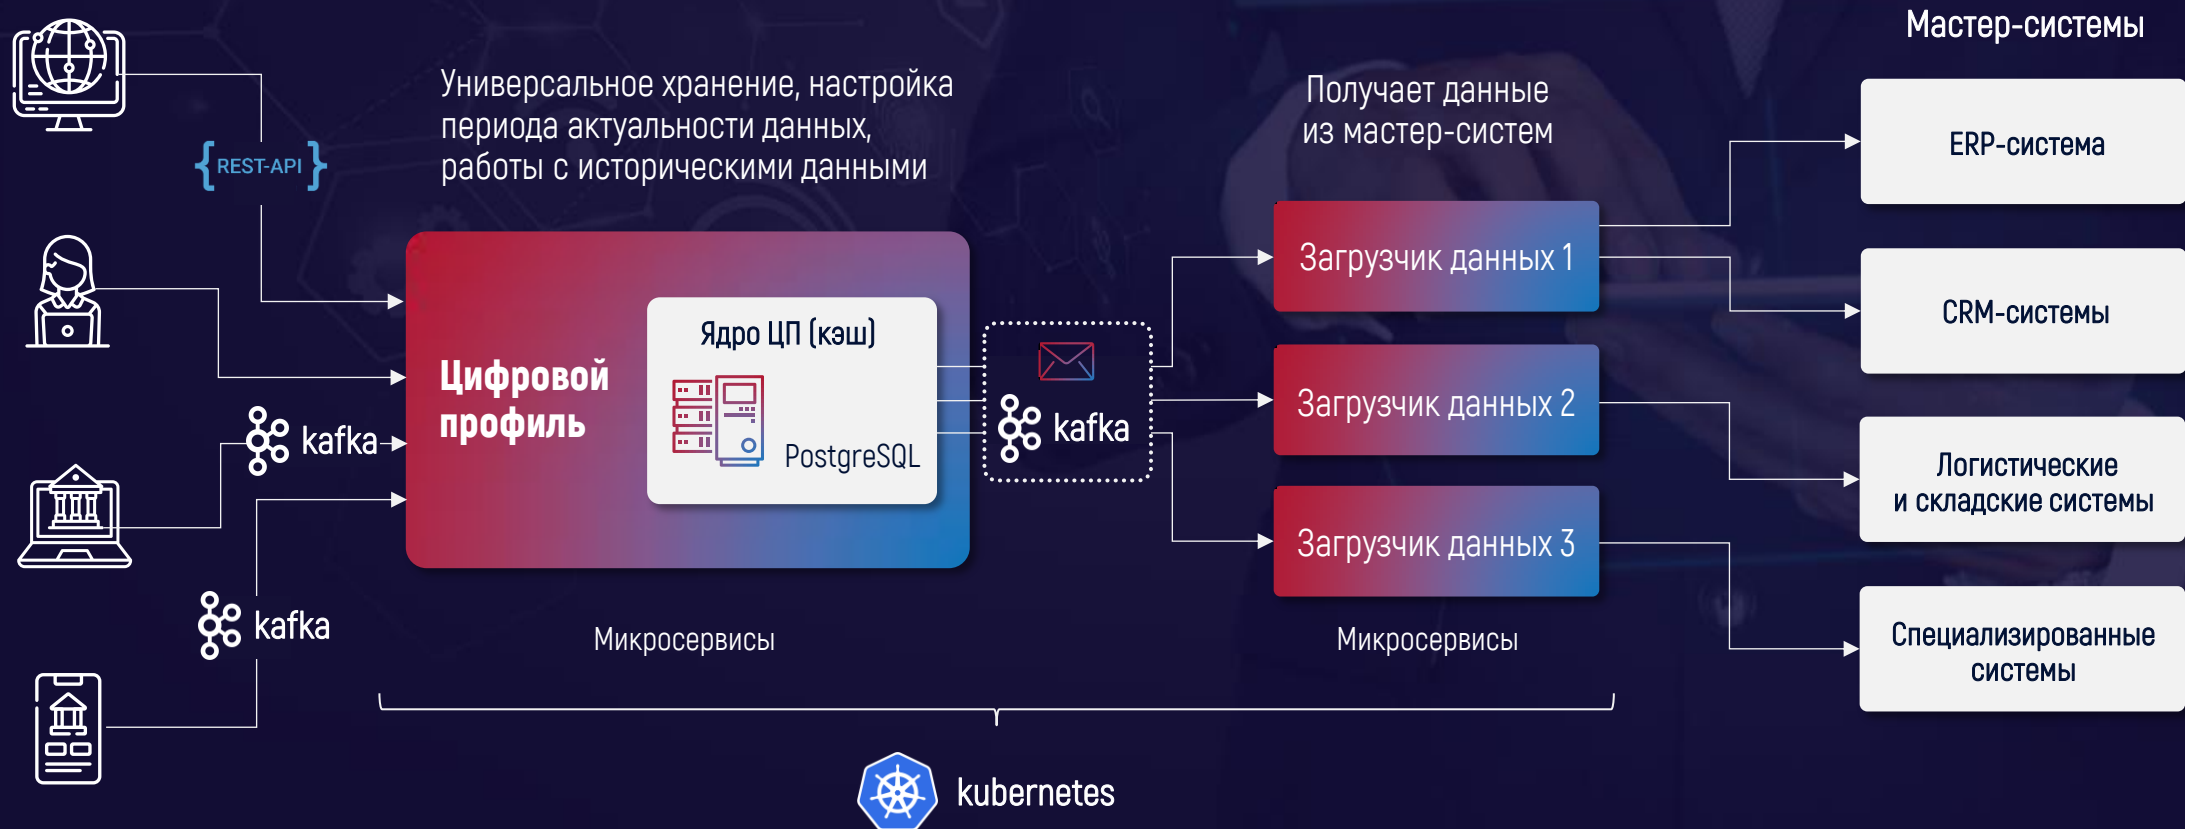 Мастер-системы
Универсальное хранение, настройка
периода актуальности данных,
работы с историческими данными
Получает данные
из мастер-систем
{REST-API}
ERP-система
CRM-системы
Логистические
и складские системы
Специализированные
системы
Цифровой
профиль
Ядро ЦП (кэш)
PostgreSQL
kafka
kafka
kafka
Загрузчик данных 1
Загрузчик данных 2
Загрузчик данных 3
Микросервисы
Микросервисы
kubernetes